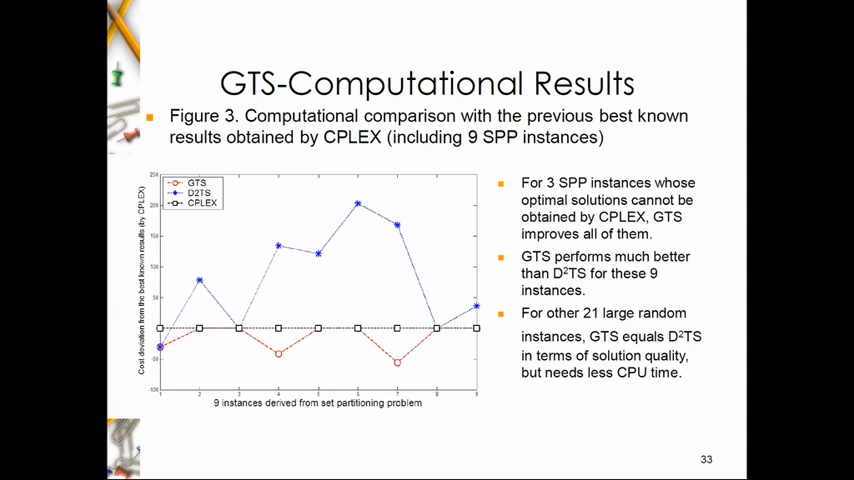 GTS-Computational Results
Figure 3. Computational comparison with the previous best known
results obtained by CPLEX (including 9 SPP instances)
Cost deviation from the best known results (by CPLEX)
250
200
150
100
50
0
-50
-100
GTS
D2TS
CPLEX
1 2 3 4 5 6 7 8 9
9 instances derived from set partitioning problem
For 3 SPP instances whose
optimal solutions cannot be
obtained by CPLEX, GTS
improves all of them.
GTS performs much better
than D²TS for these 9
instances.
For other 21 large random
instances, GTS equals D²TS
in terms of solution quality,
but needs less CPU time.
33